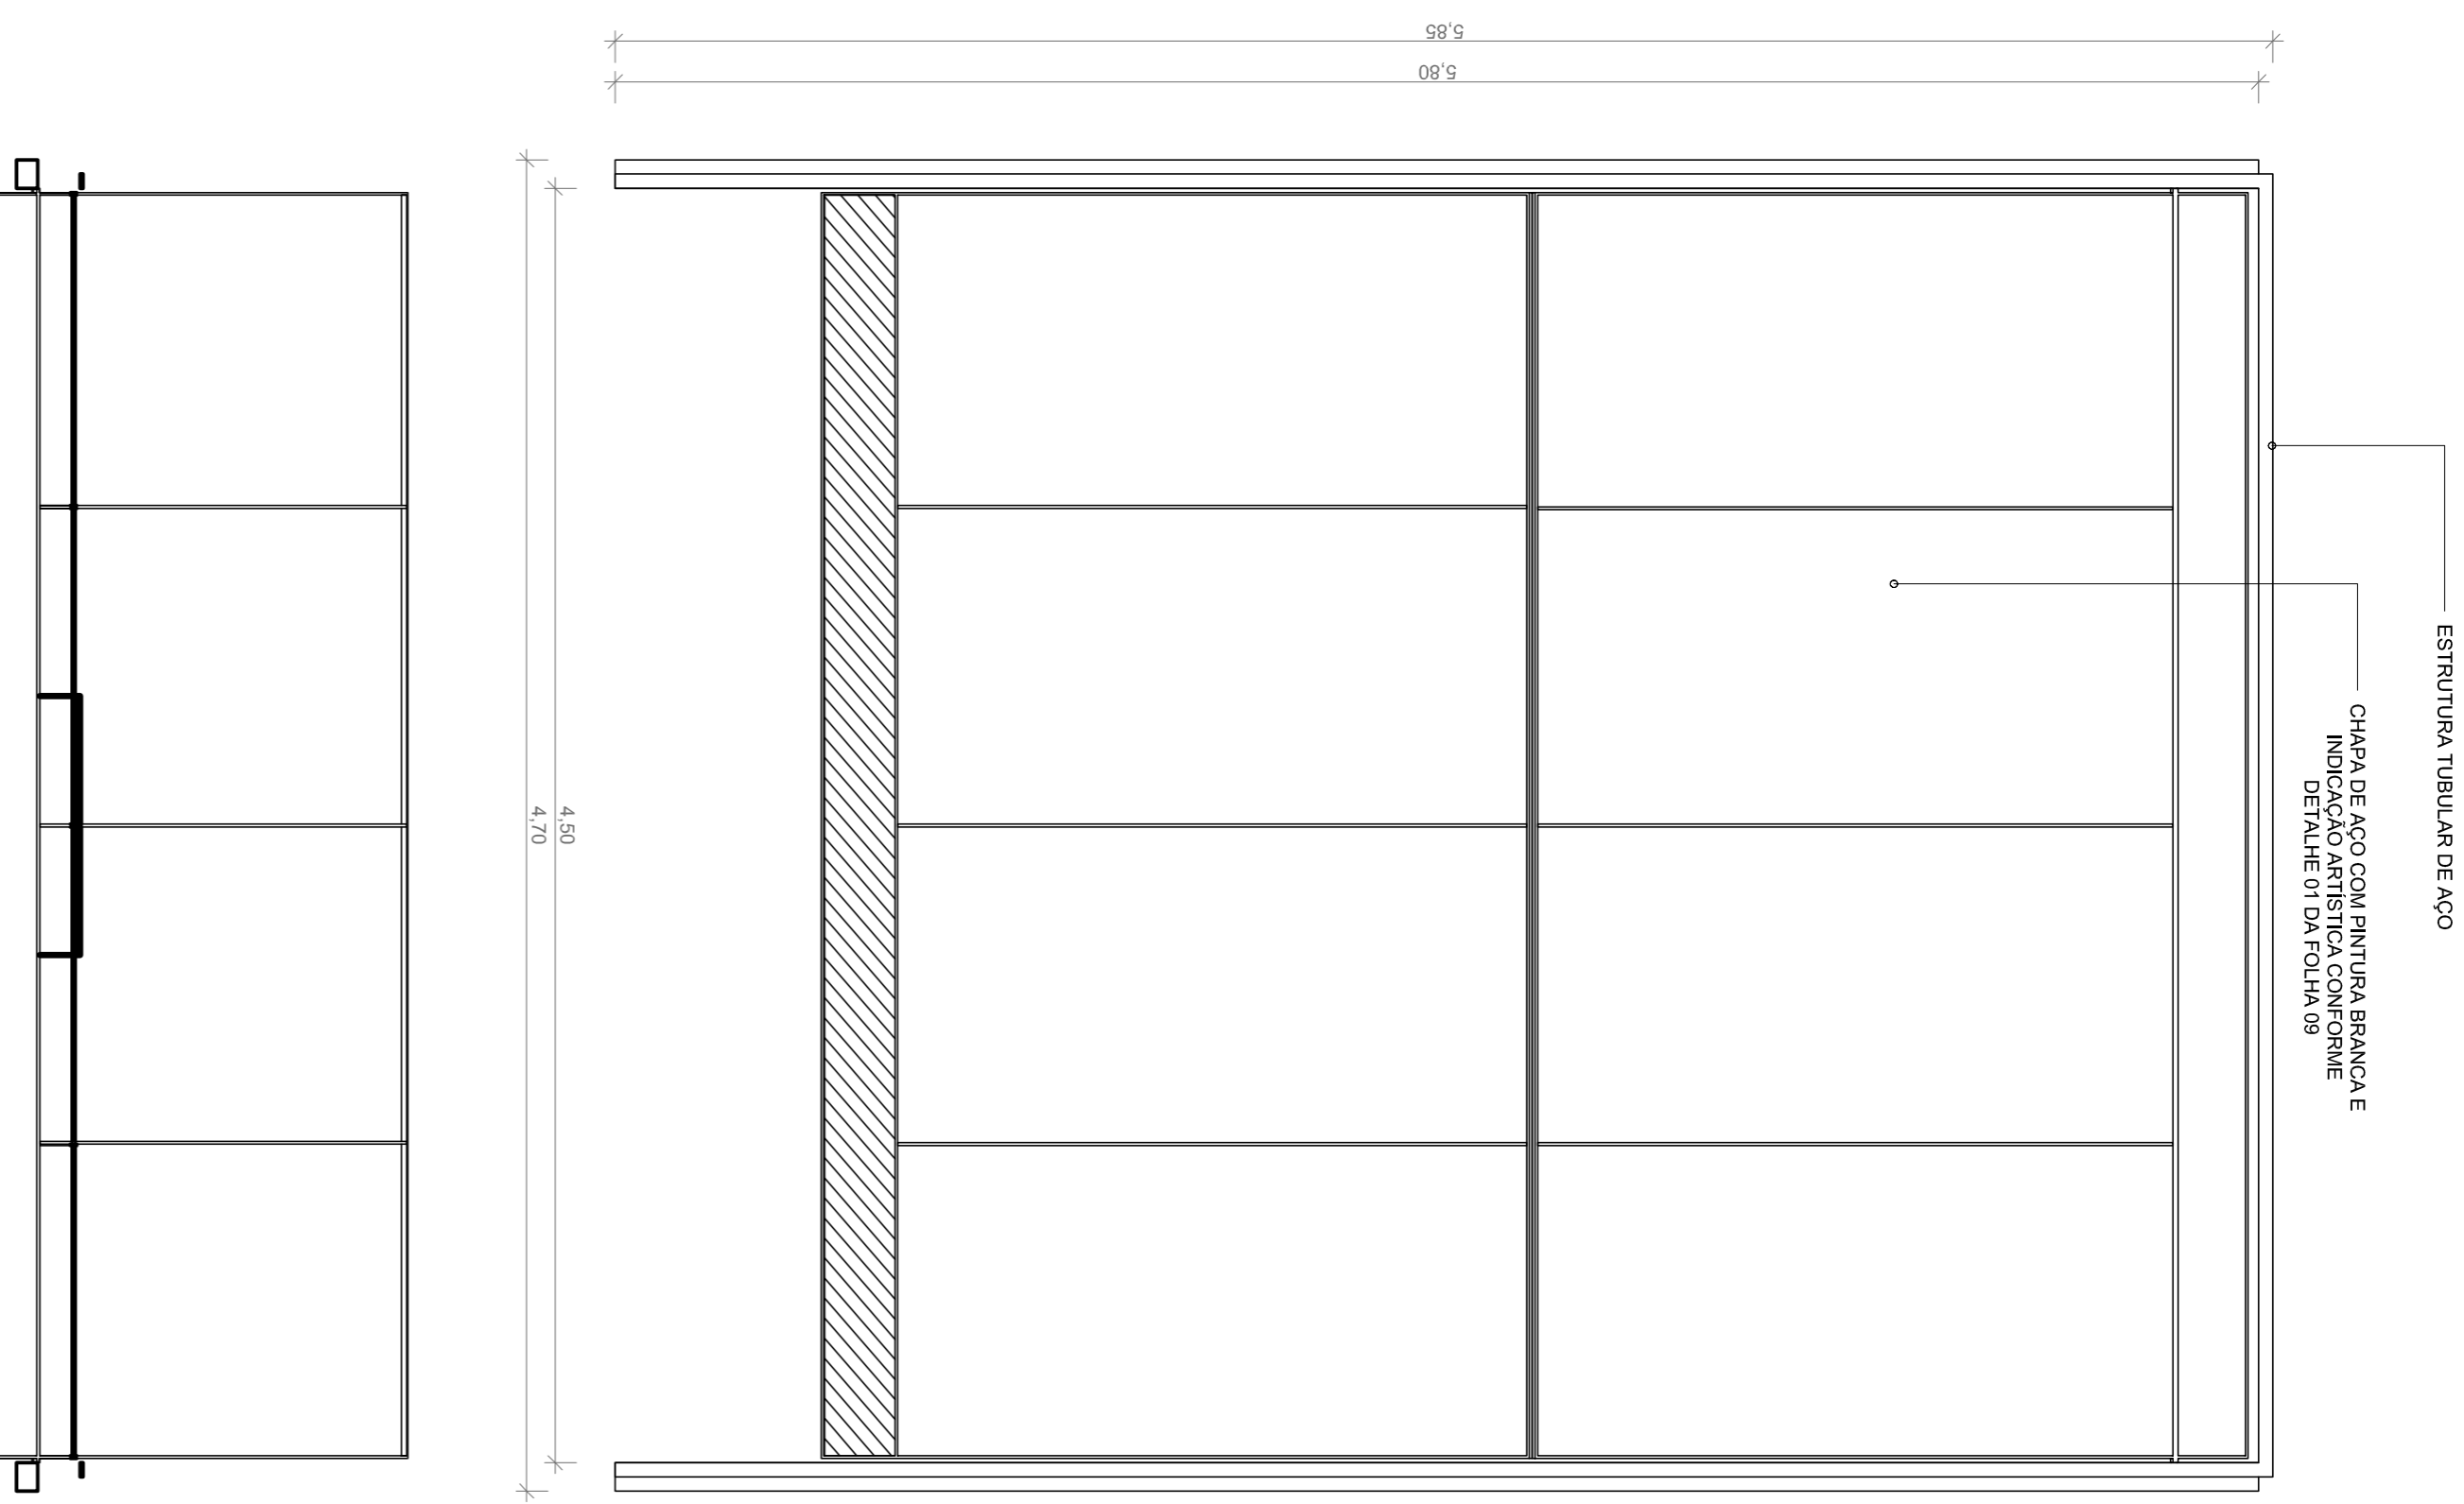 5,85
5,80
4,50
4,70
ESTRUTURA TUBULAR DE AÇO
CHAPA DE AÇO COM PINTURA BRANCA E
INDICAÇÃO ARTÍSTICA CONFORME
DETALHE 01 DA FOLHA 09